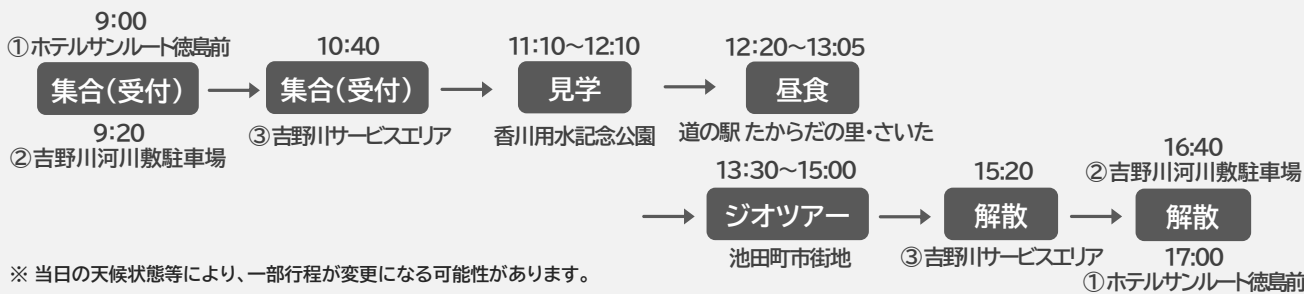 9:00
①ホテルサンルート徳島前
集合(受付)
9:20
②吉野川河川敷駐車場
10:40
集合(受付)
③吉野川サービスエリア
11:10〜12:10
見学
香川用水記念公園
12:20〜13:05
昼食
道の駅 たからだの里・さいた
13:30〜15:00
ジオツアー
池田町市街地
15:20
解散
③吉野川サービスエリア
16:40
②吉野川河川敷駐車場
解散
17:00
①ホテルサンルート徳島前
※ 当日の天候状態等により、一部行程が変更になる可能性があります。